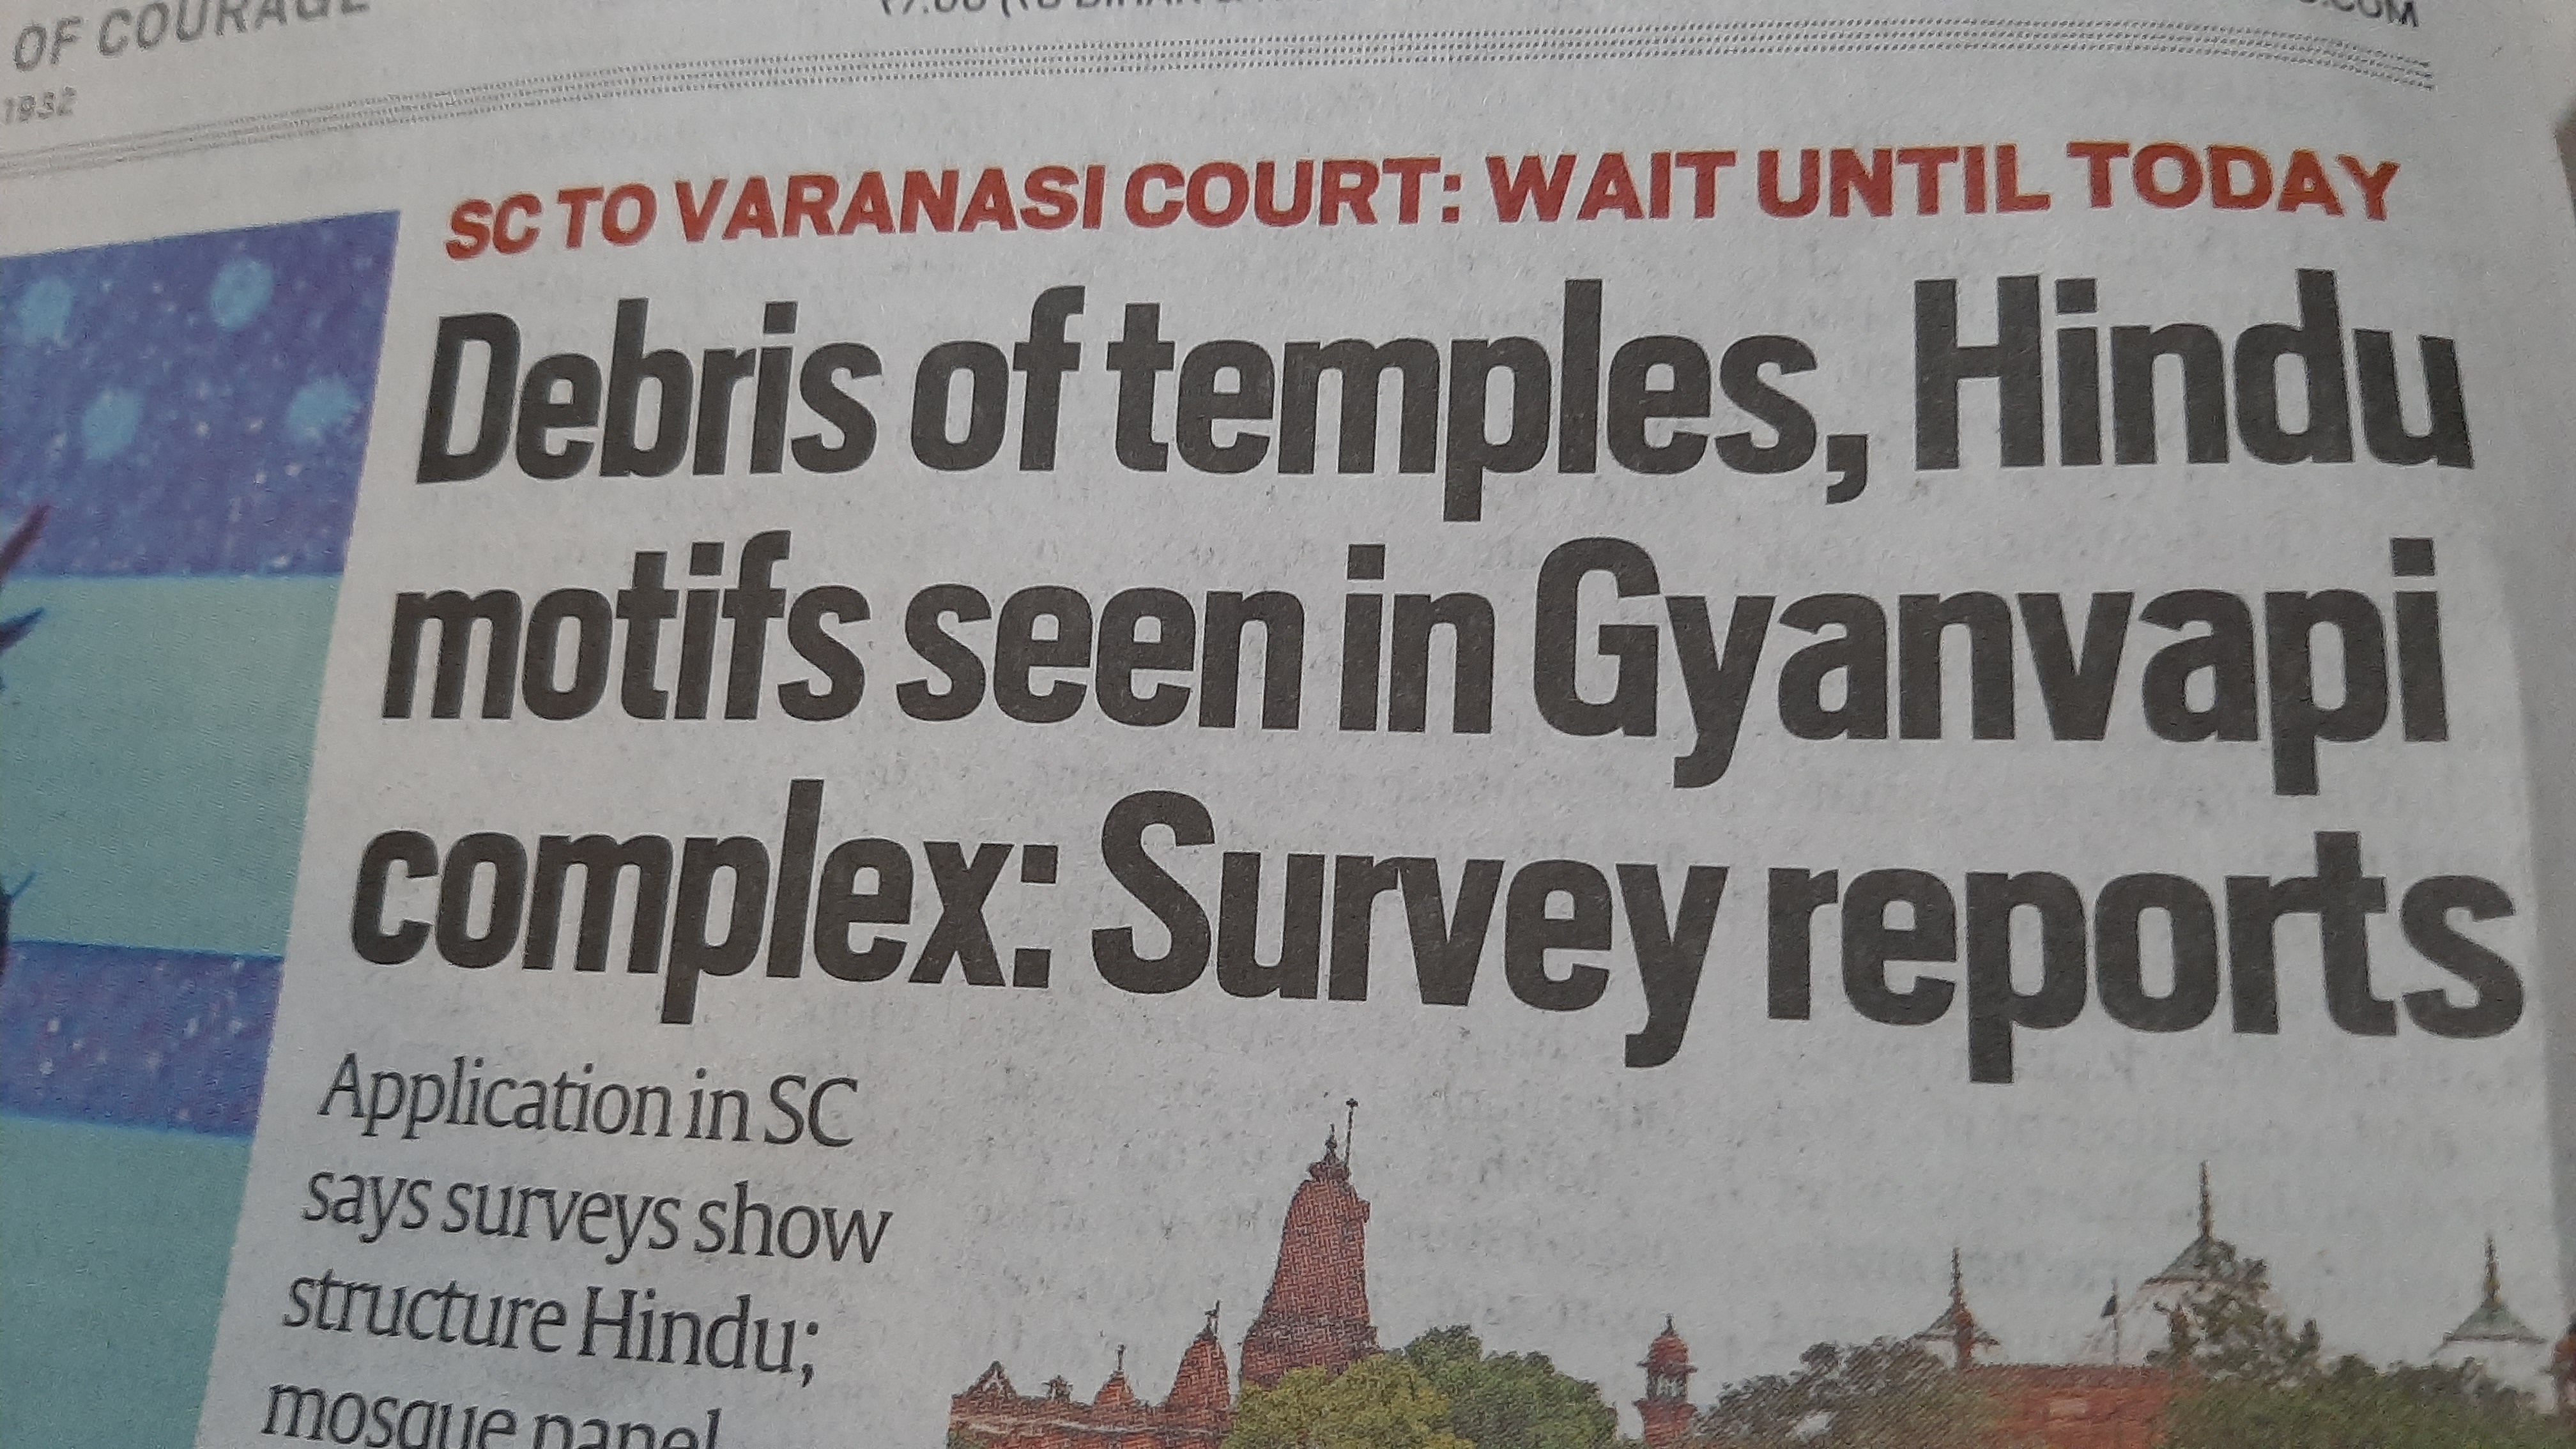 OF COURAGE
1932
SC TO VARANASI COURT: WAIT UNTIL TODAY
Debris of temples, Hindu
motifs seen in Gyanvapi
complex: Survey reports
Application in SC
says surveys show
structure Hindu;
mosque panel